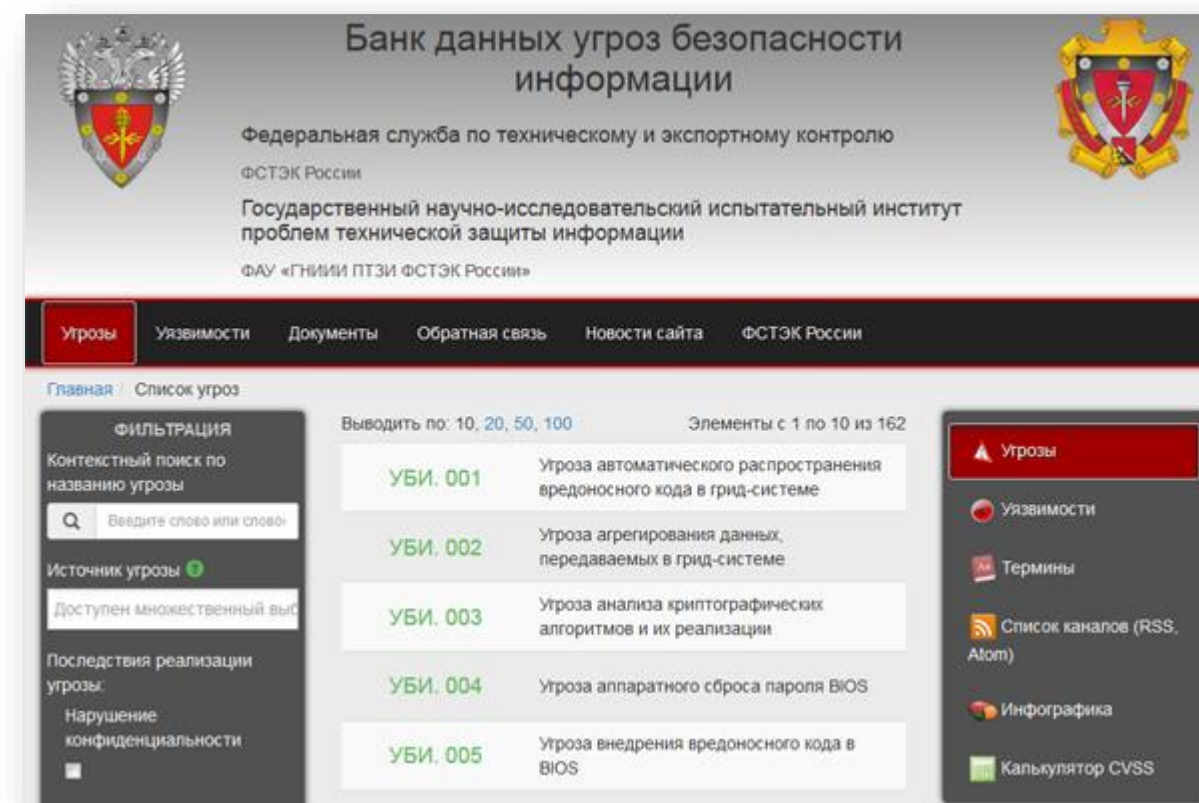 Банк данных угроз безопасности
информации
Федеральная служба по техническому и экспортному контролю
ФСТЭК России
Государственный научно-исследовательский испытательный институт
проблем технической защиты информации
ФАУ «ГНИИИ ПТЗИ ФСТЭК России»
Угрозы Уязвимости Документы Обратная связь Новости сайта ФСТЭК России
Главная / Список угроз
ФИЛЬТРАЦИЯ
Контекстный поиск по
названию угрозы
Введите слово или слово
Источник угрозы
Доступен множественный выб
Последствия реализации
угрозы:
Нарушение
конфиденциальности
Выводить по: 10, 20, 50, 100 Элементы с 1 по 10 из 162
УБИ. 001 Угроза автоматического распространения
вредоносного кода в грид-системе
УБИ. 002 Угроза агрегирования данных,
передаваемых в грид-системе
УБИ. 003 Угроза анализа криптографических
алгоритмов и их реализации
УБИ. 004 Угроза аппаратного сброса пароля BIOS
УБИ. 005 Угроза внедрения вредоносного кода в
BIOS
Угрозы
Уязвимости
Термины
Список каналов (RSS,
Atom)
Инфографика
Калькулятор CVSS